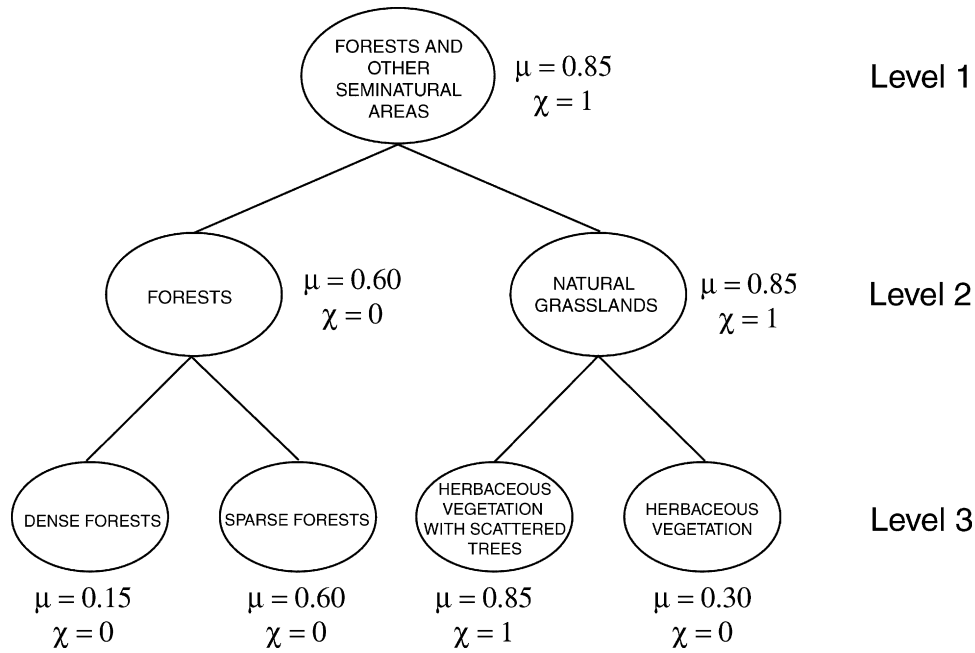 FORESTS AND
OTHER
SEMINATURAL
AREAS
μ = 0.85
χ = 1
Level 1
FORESTS
μ = 0.60
χ = 0
NATURAL
GRASSLANDS
μ = 0.85
χ = 1
Level 2
DENSE FORESTS
SPARSE FORESTS
HERBACEOUS
VEGETATION
WITH SCATTERED
TREES
HERBACEOUS
VEGETATION
Level 3
μ = 0.15
χ = 0
μ = 0.60
χ = 0
μ = 0.85
χ = 1
μ = 0.30
χ = 0